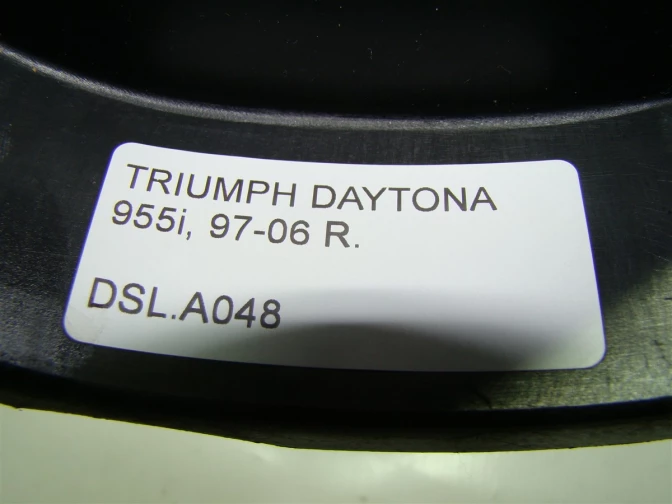 TRIUMPH DAYTONA
955i, 97-06 R.
DSL.A048